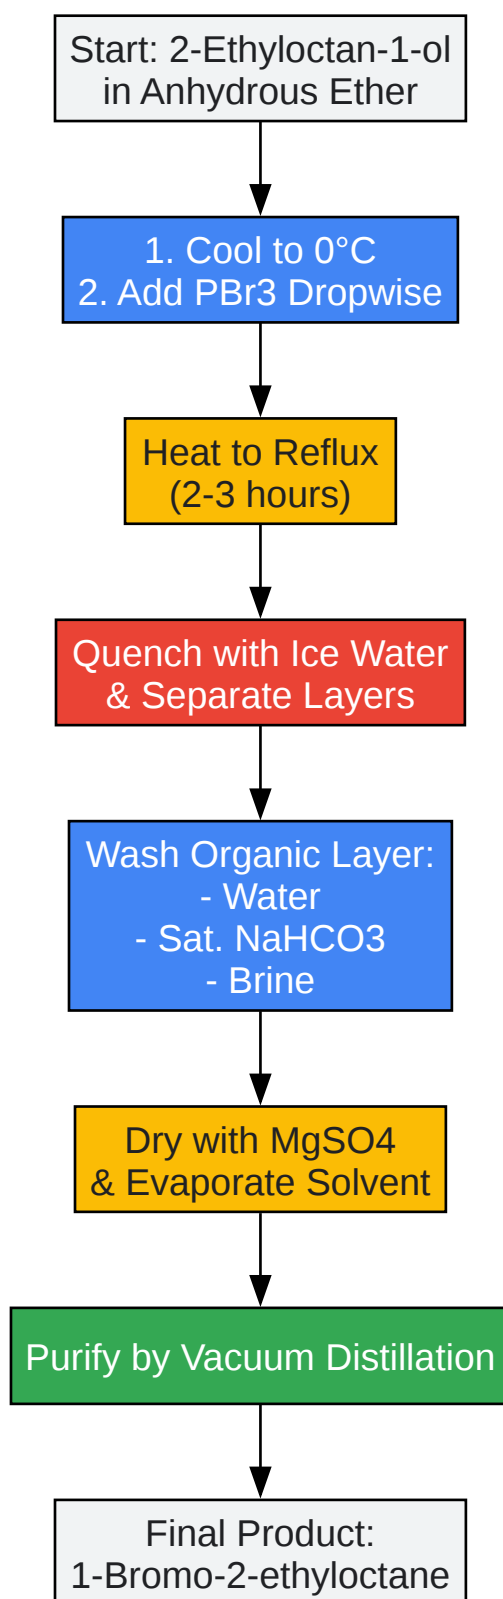 Start: 2-Ethyloctan-1-ol
in Anhydrous Ether
1. Cool to 0°C
2. Add PBr3 Dropwise
Heat to Reflux
(2-3 hours)
Quench with Ice Water
& Separate Layers
Wash Organic Layer:
- Water
- Sat. NaHCO3
- Brine
Dry with MgSO4
& Evaporate Solvent
Purify by Vacuum Distillation
Final Product:
1-Bromo-2-ethyloctane